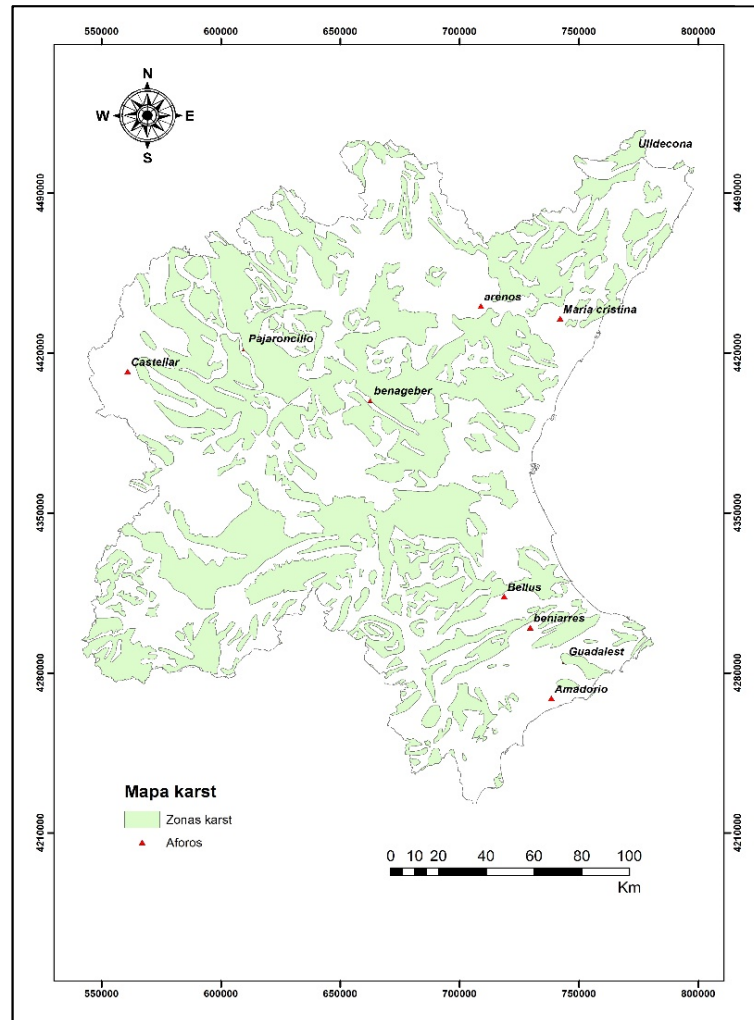 550000 600000 650000 700000 750000 800000
N
W E
S
Ulldecona
4490000 4490000
arenos
Maria cristina
Pajaroncillo
4420000 4420000
Castellar
benageber
4350000 4350000
Bellus
beniarres
Guadalest
4280000 4280000
Amadorio
Mapa karst
Zonas karst
Aforos
4210000 4210000
0 10 20 40 60 80 100
Km
550000 600000 650000 700000 750000 800000